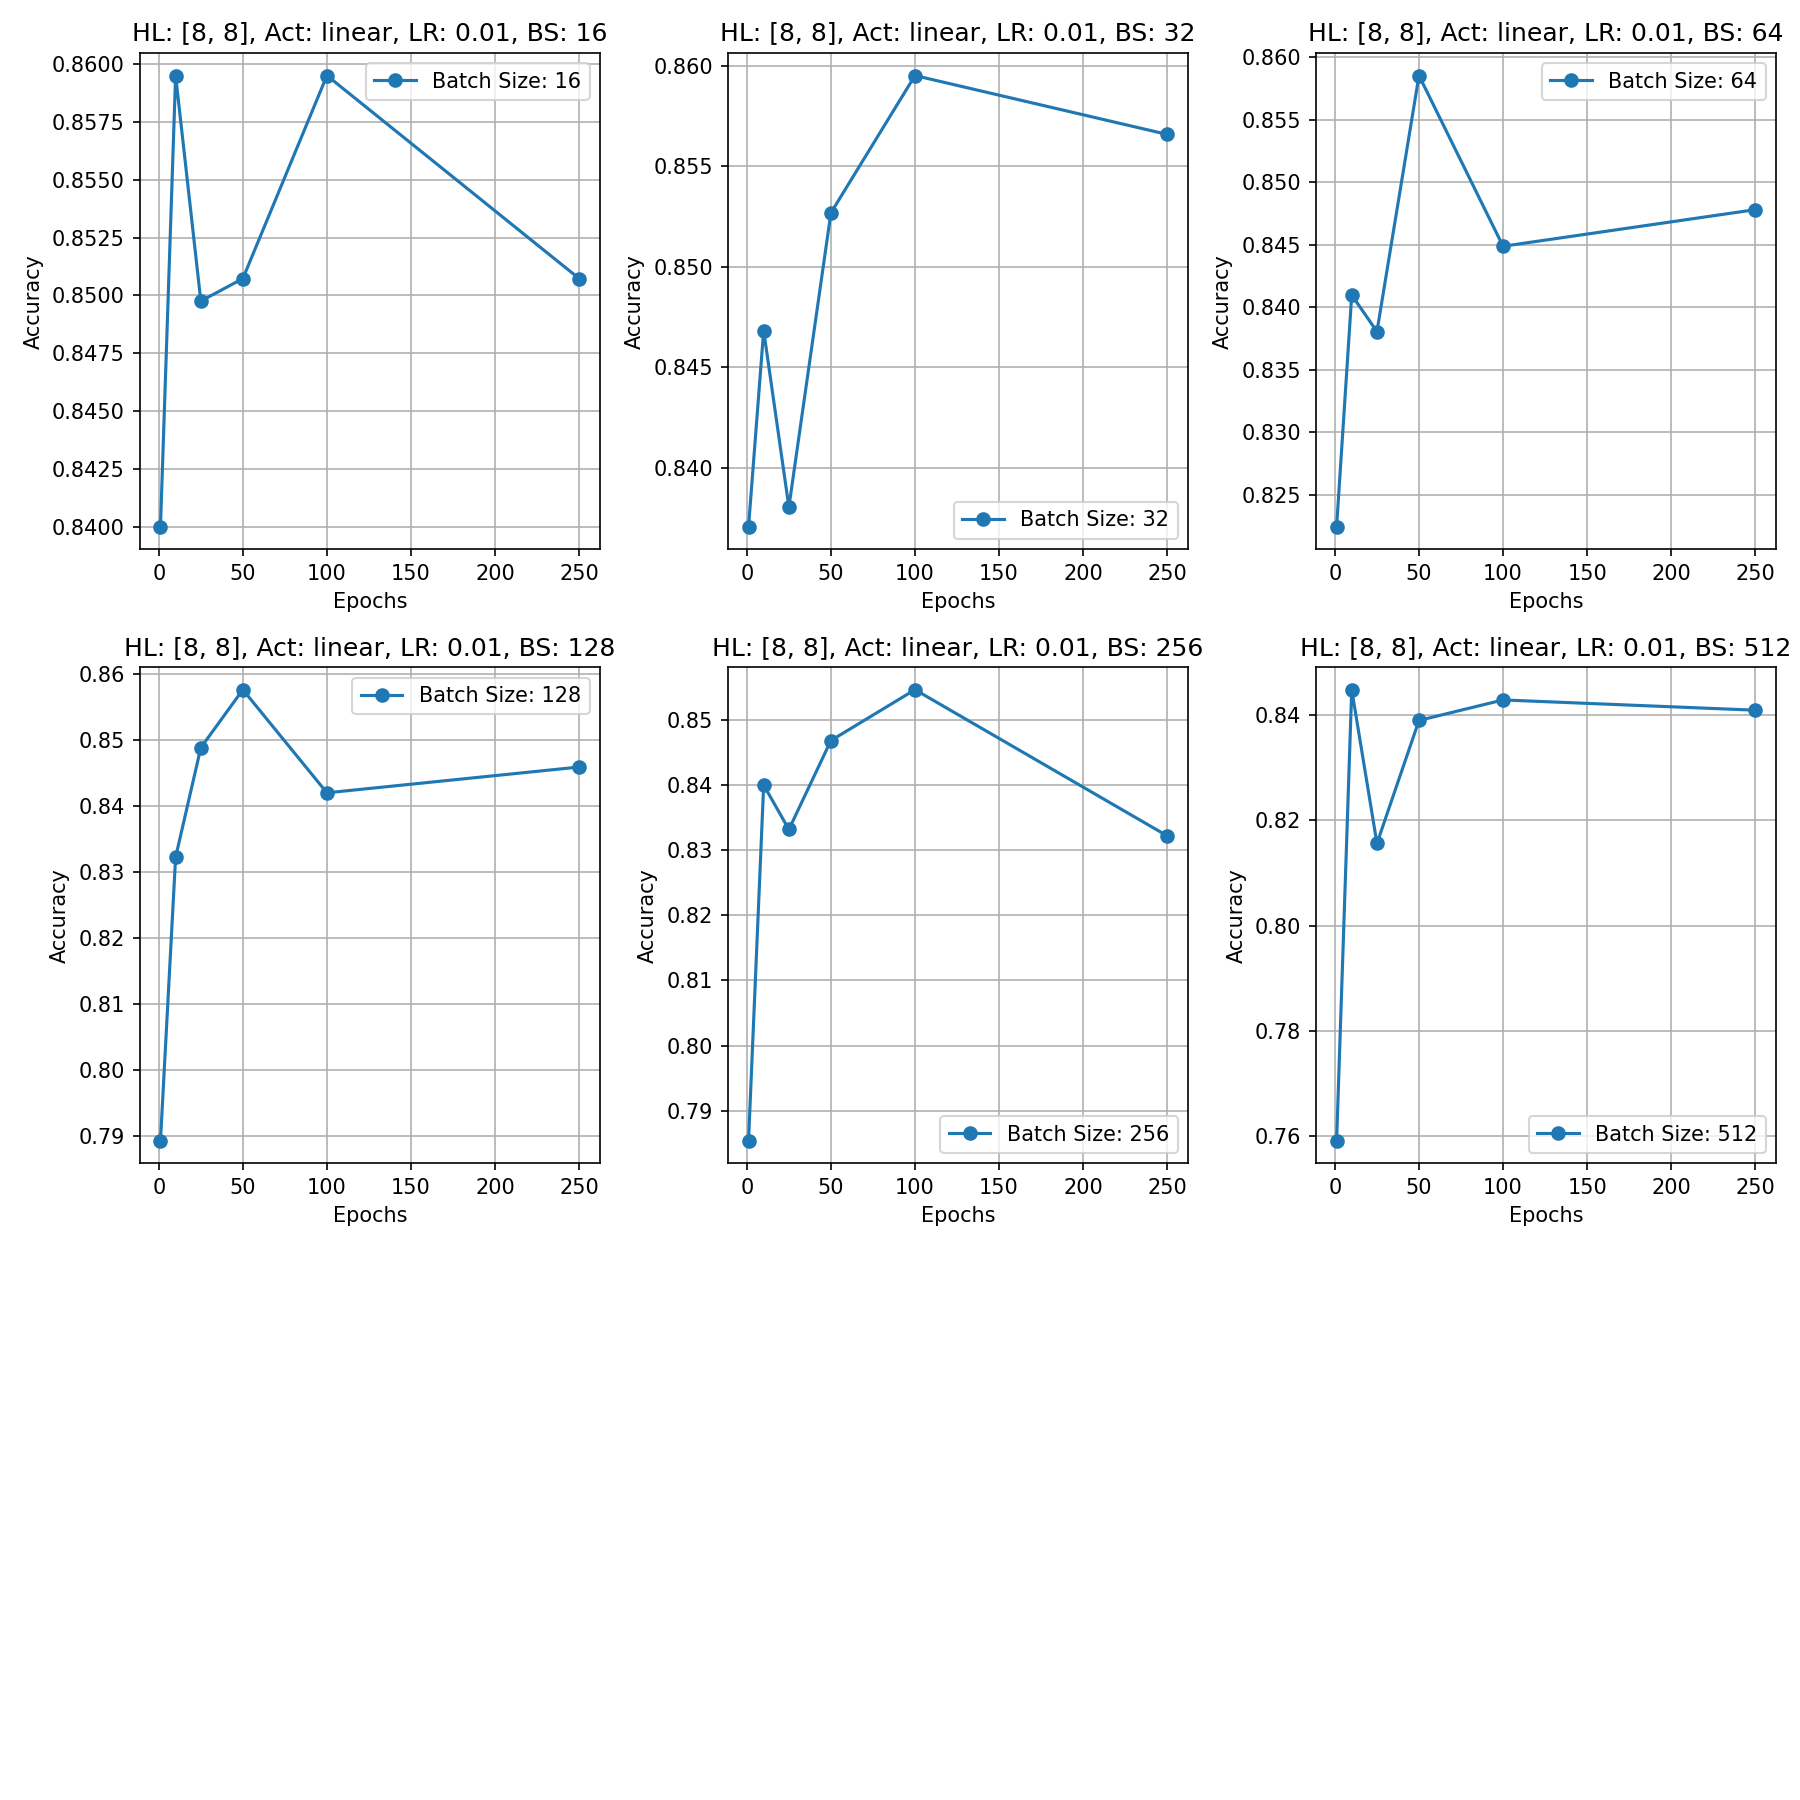 HL: [8, 8], Act: linear, LR: 0.01, BS: 16
0.8600
0.8575
0.8550
0.8525
0.8500
0.8475
0.8450
0.8425
0.8400
Accuracy
Batch Size: 16
0 50 100 150 200 250
Epochs
HL: [8, 8], Act: linear, LR: 0.01, BS: 32
0.860
0.855
0.850
0.845
0.840
Accuracy
Batch Size: 32
0 50 100 150 200 250
Epochs
HL: [8, 8], Act: linear, LR: 0.01, BS: 64
0.860
0.855
0.850
0.845
0.840
0.835
0.830
0.825
Accuracy
Batch Size: 64
0 50 100 150 200 250
Epochs
HL: [8, 8], Act: linear, LR: 0.01, BS: 128
0.86
0.85
0.84
0.83
0.82
0.81
0.80
0.79
Accuracy
Batch Size: 128
0 50 100 150 200 250
Epochs
HL: [8, 8], Act: linear, LR: 0.01, BS: 256
0.85
0.84
0.83
0.82
0.81
0.80
0.79
Accuracy
Batch Size: 256
0 50 100 150 200 250
Epochs
HL: [8, 8], Act: linear, LR: 0.01, BS: 512
0.84
0.82
0.80
0.78
0.76
Accuracy
Batch Size: 512
0 50 100 150 200 250
Epochs